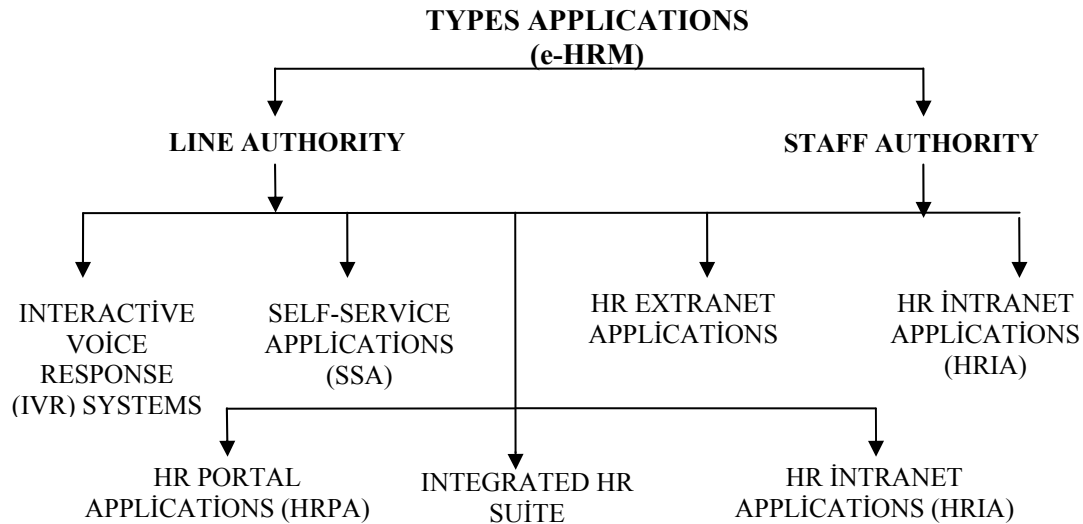 TYPES APPLICATIONS
(e-HRM)
LINE AUTHORITY
STAFF AUTHORITY
INTERACTİVE
VOİCE
RESPONSE
(IVR) SYSTEMS
SELF-SERVİCE
APPLİCATİONS
(SSA)
HR EXTRANET
APPLİCATİONS
HR İNTRANET
APPLİCATİONS
(HRIA)
HR PORTAL
APPLİCATİONS (HRPA)
INTEGRATED HR
SUİTE
HR İNTRANET
APPLİCATİONS (HRIA)